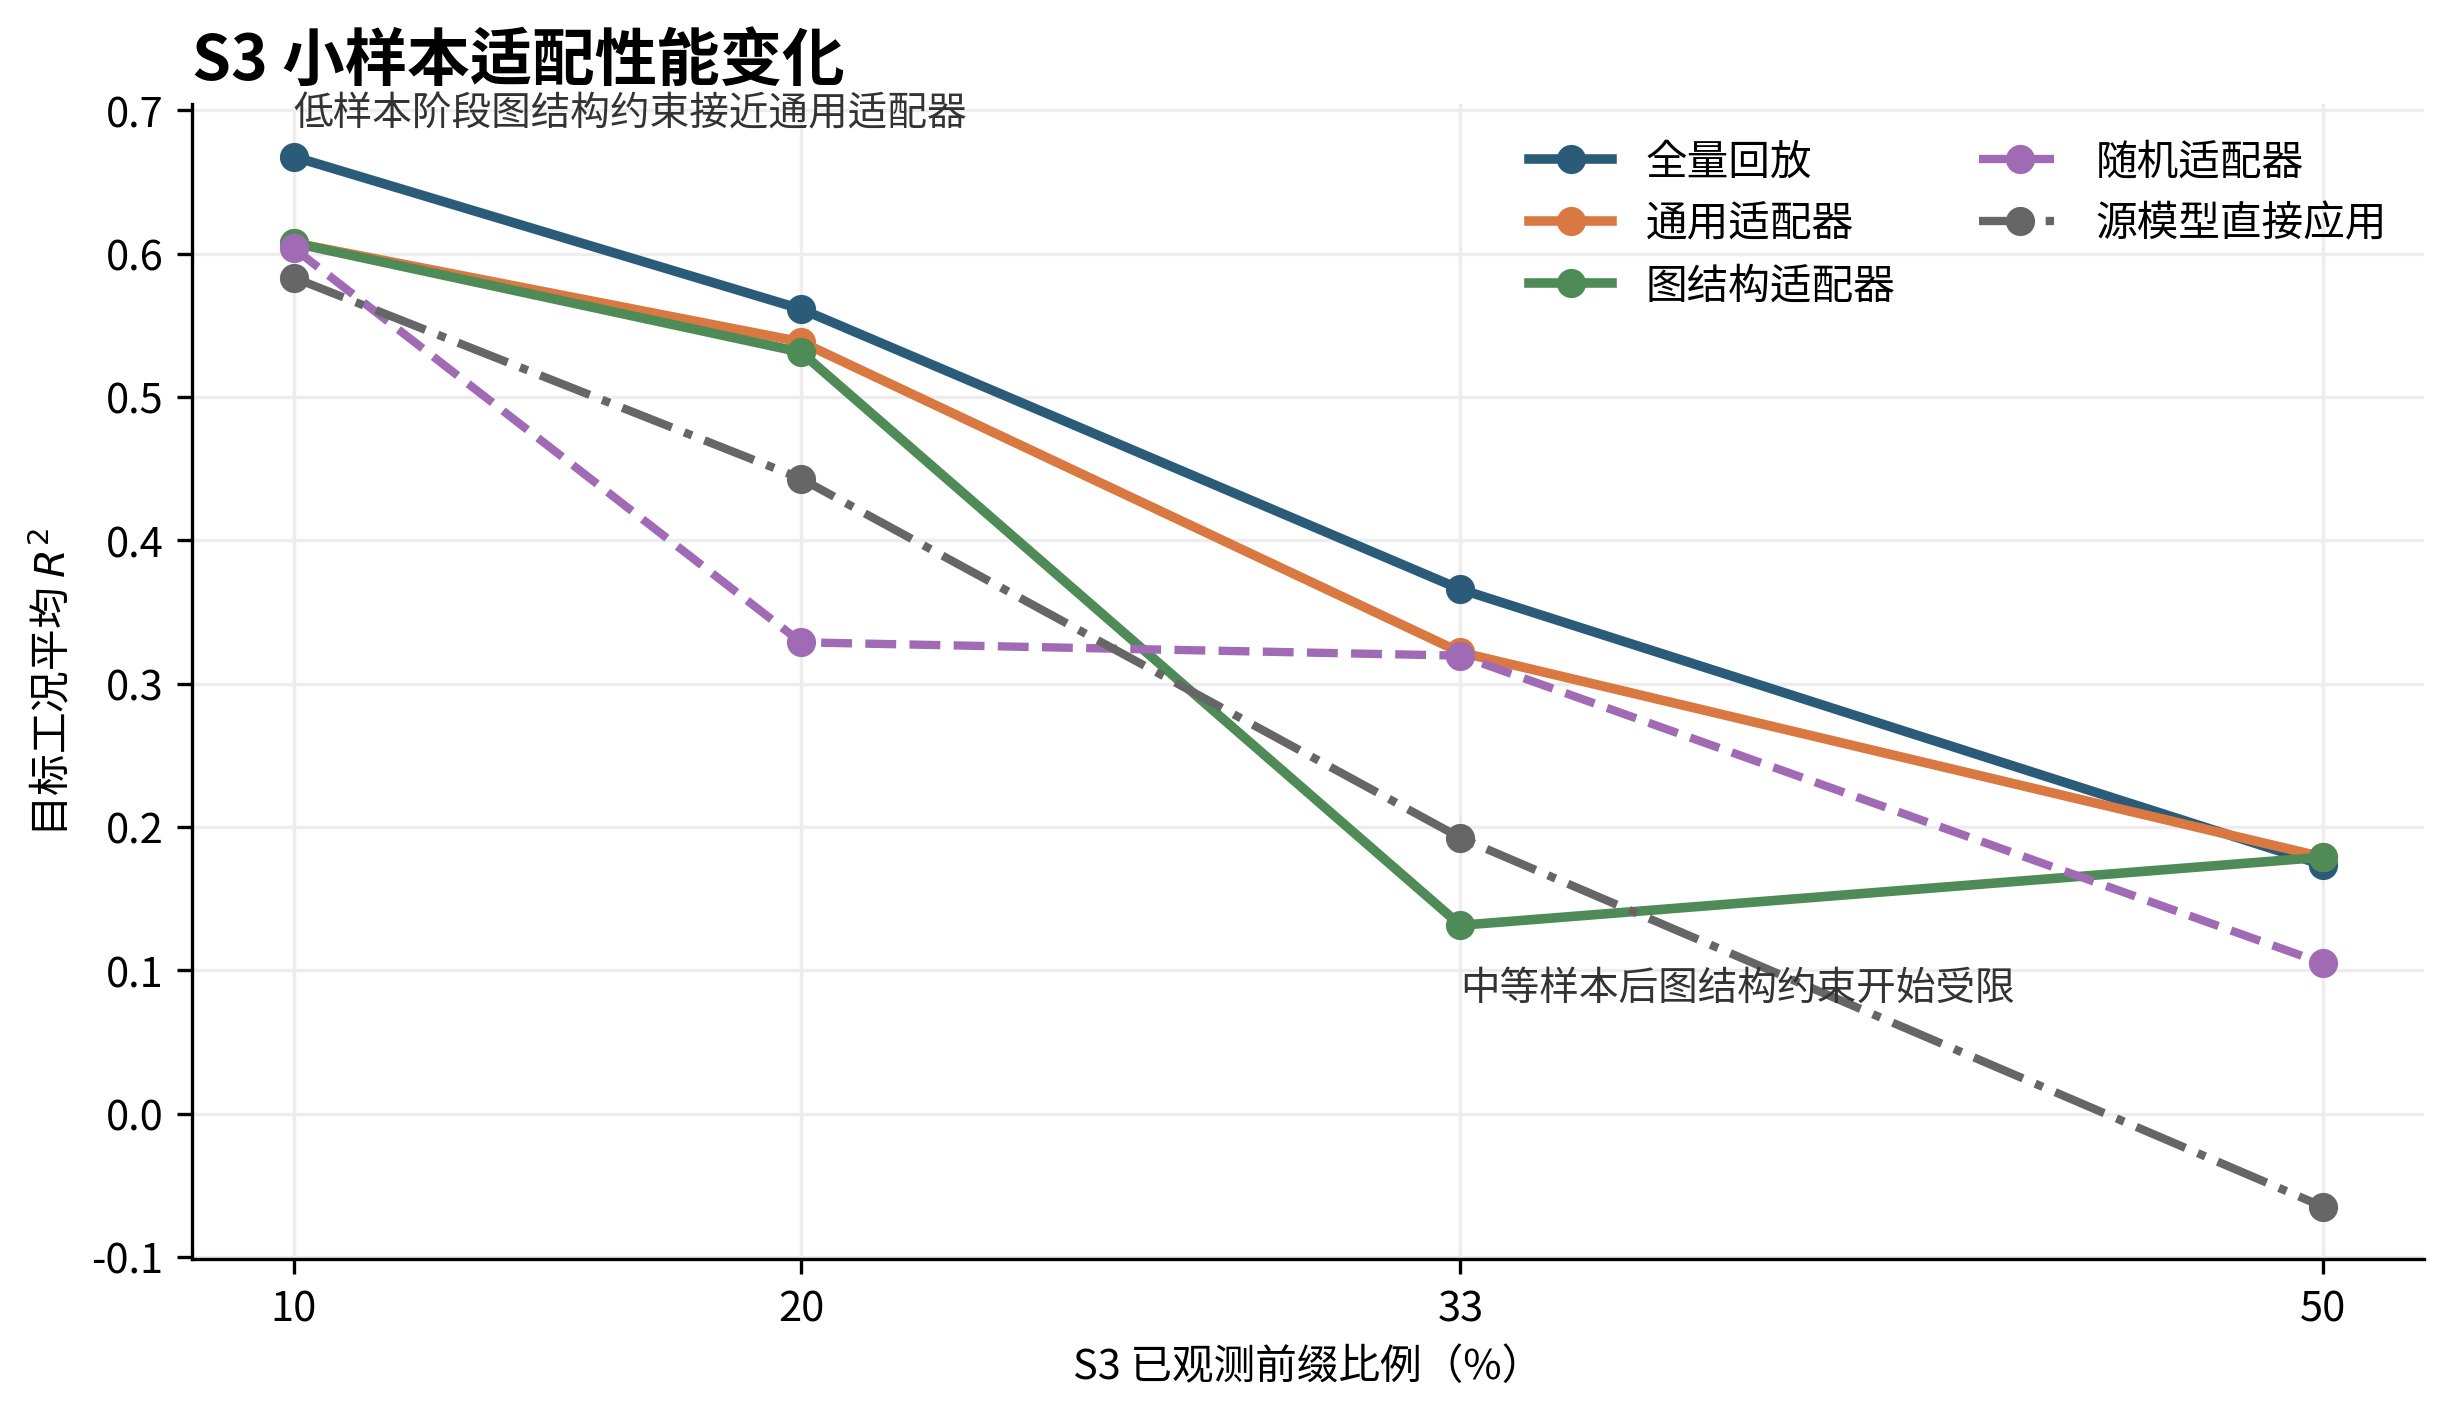 S3 小样本适配性能变化
低样本阶段图结构约束接近通用适配器
全量回放
通用适配器
图结构适配器
随机适配器
源模型直接应用
目标工况平均 R²
0.7
0.6
0.5
0.4
0.3
0.2
0.1
0.0
-0.1
中等样本后图结构约束开始受限
10 20 33 50
S3 已观测前缀比例（%）